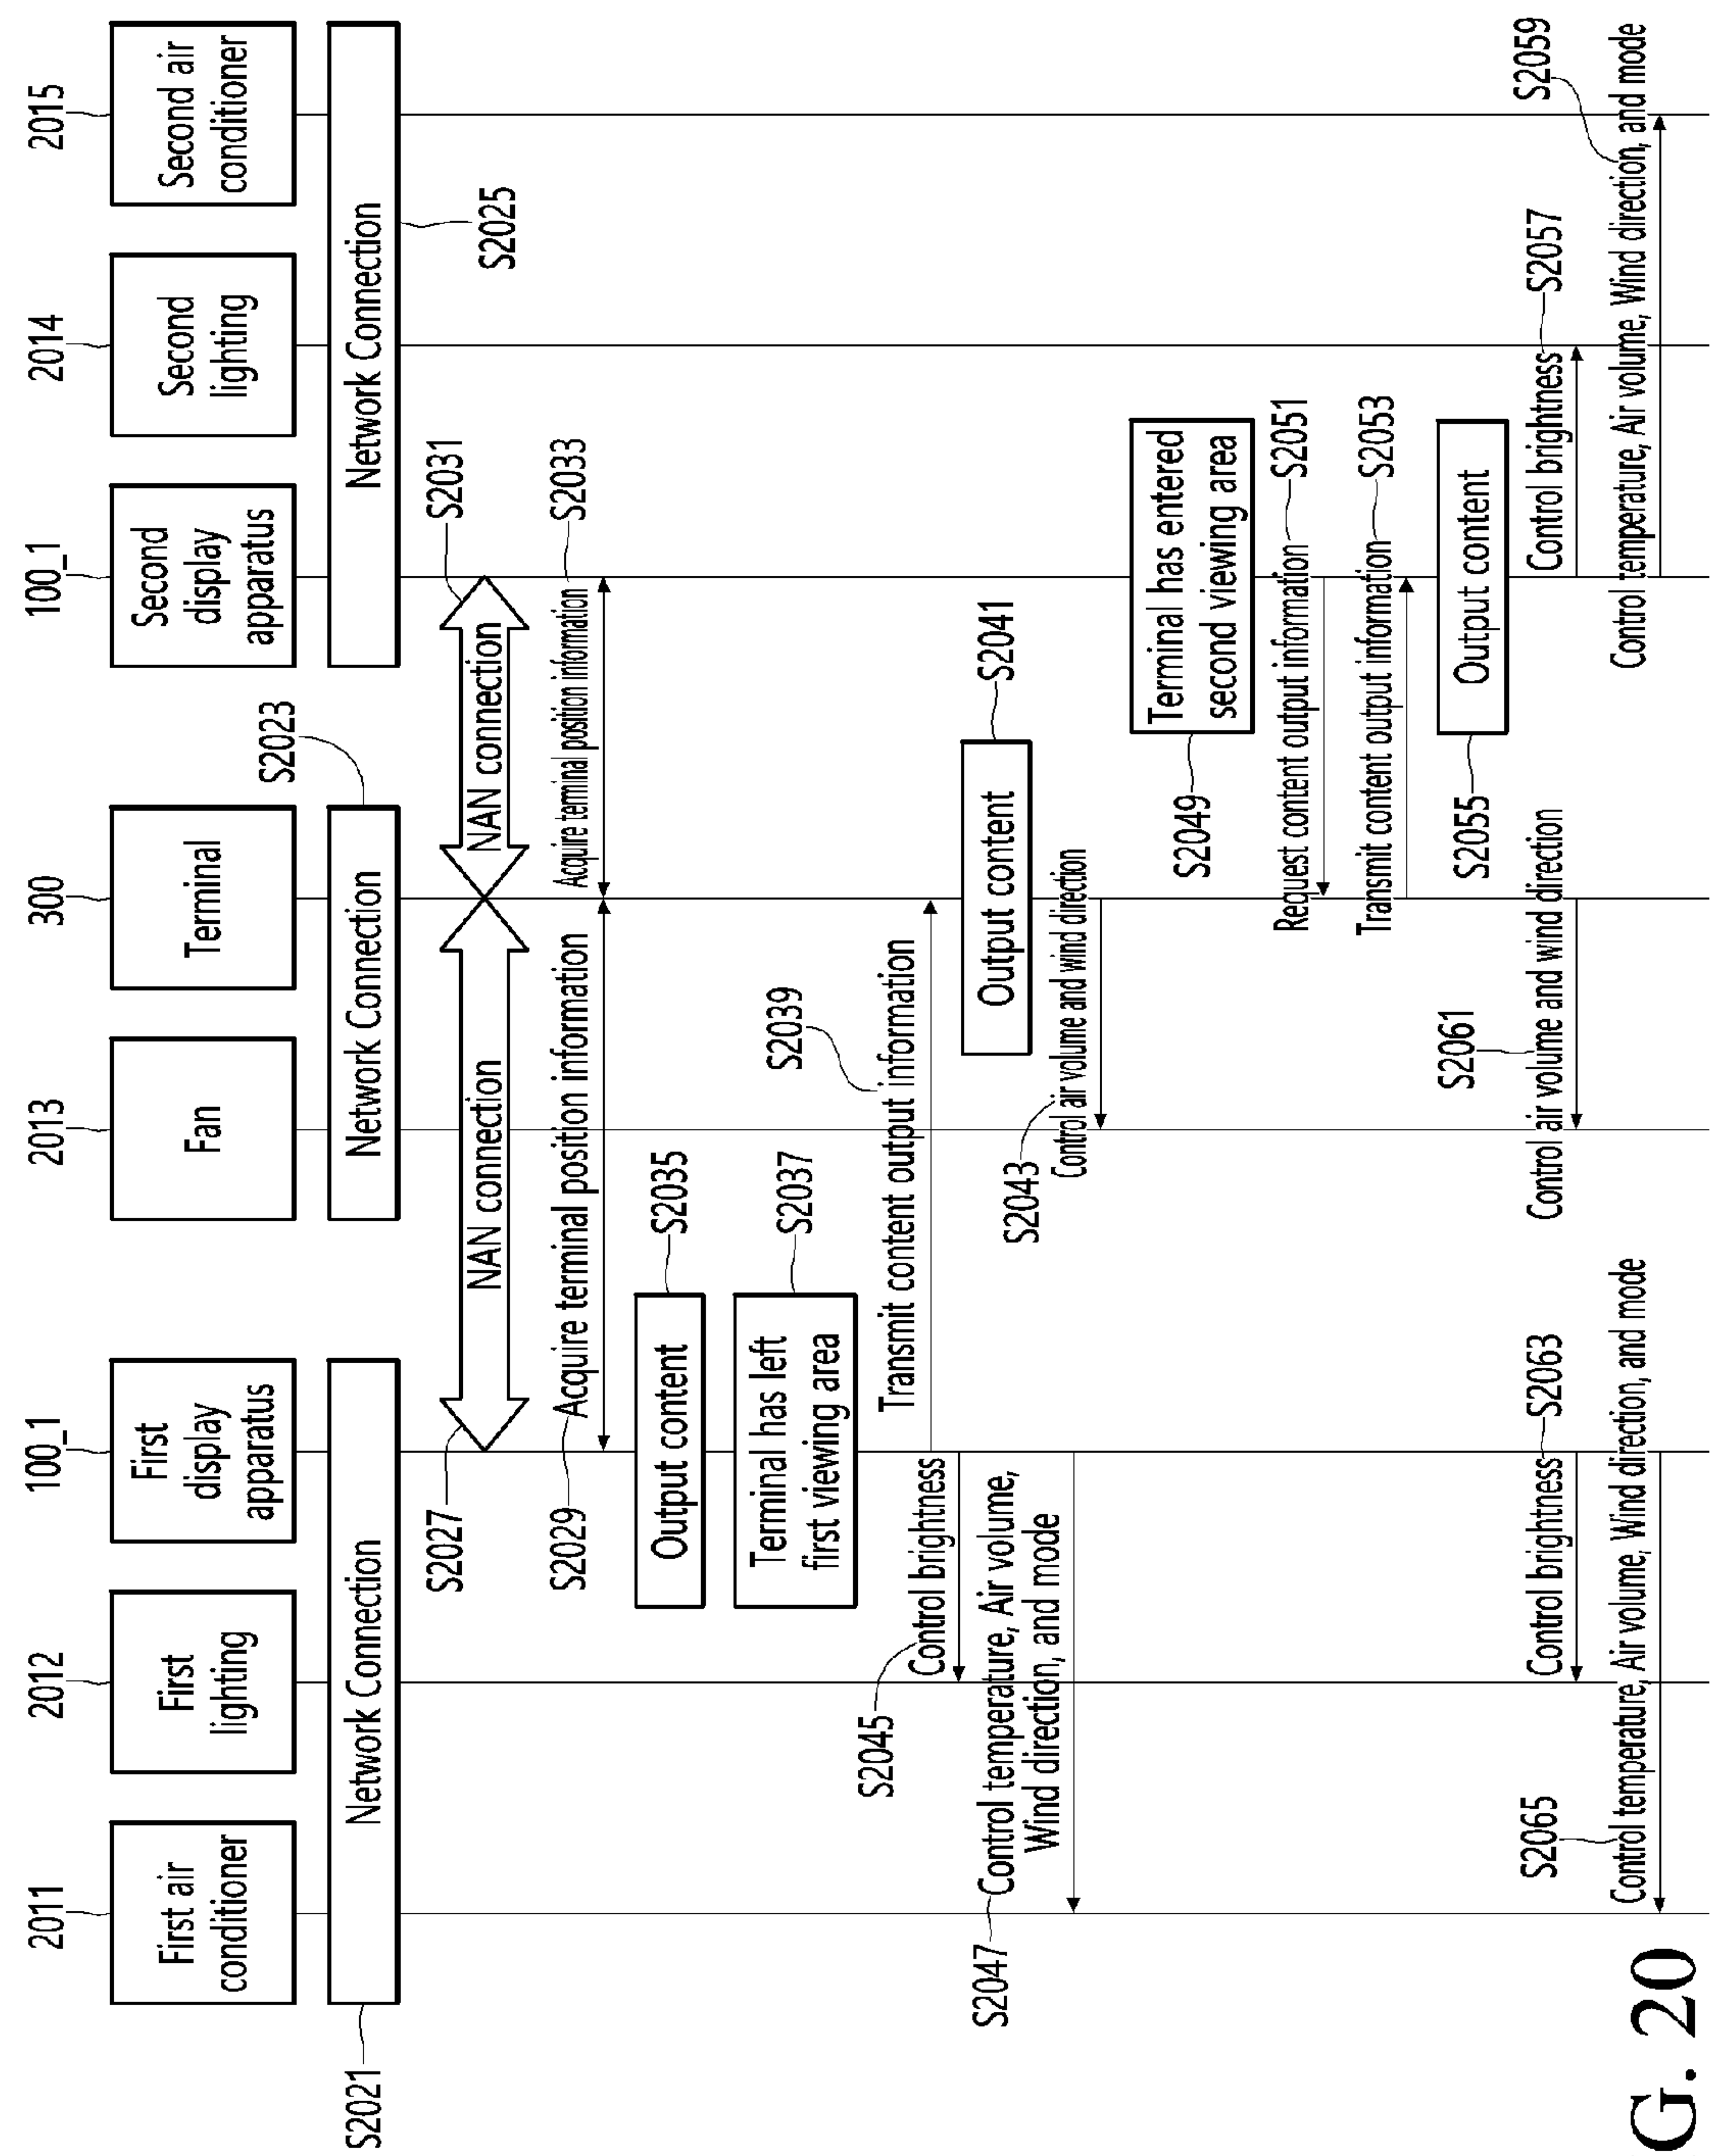 2011
2012
100_1
2013
300
100_1
2014
2015
First air
conditioner
First
lighting
First
display
apparatus
Fan
Terminal
Second
display
apparatus
Second
lighting
Second air
conditioner
S2021
Network Connection
Network Connection
S2023
Network Connection
S2025
S2027
NAN connection
NAN connection
S2031
S2029
Acquire terminal position information
Acquire terminal position information
S2033
Output content
S2035
Terminal has left
first viewing area
S2037
Transmit content output information
S2039
S2045
Control brightness
Output content
S2041
S2047
Control temperature, Air volume,
Wind direction, and mode
S2043
Control air volume and wind direction
Terminal has entered
second viewing area
S2049
Request content output information
S2051
Transmit content output information
S2053
Output content
S2055
Control brightness
S2063
S2061
Control air volume and wind direction
Control brightness
S2057
S2065
Control temperature, Air volume, Wind direction, and mode
Control temperature, Air volume, Wind direction, and mode
S2059
G. 20